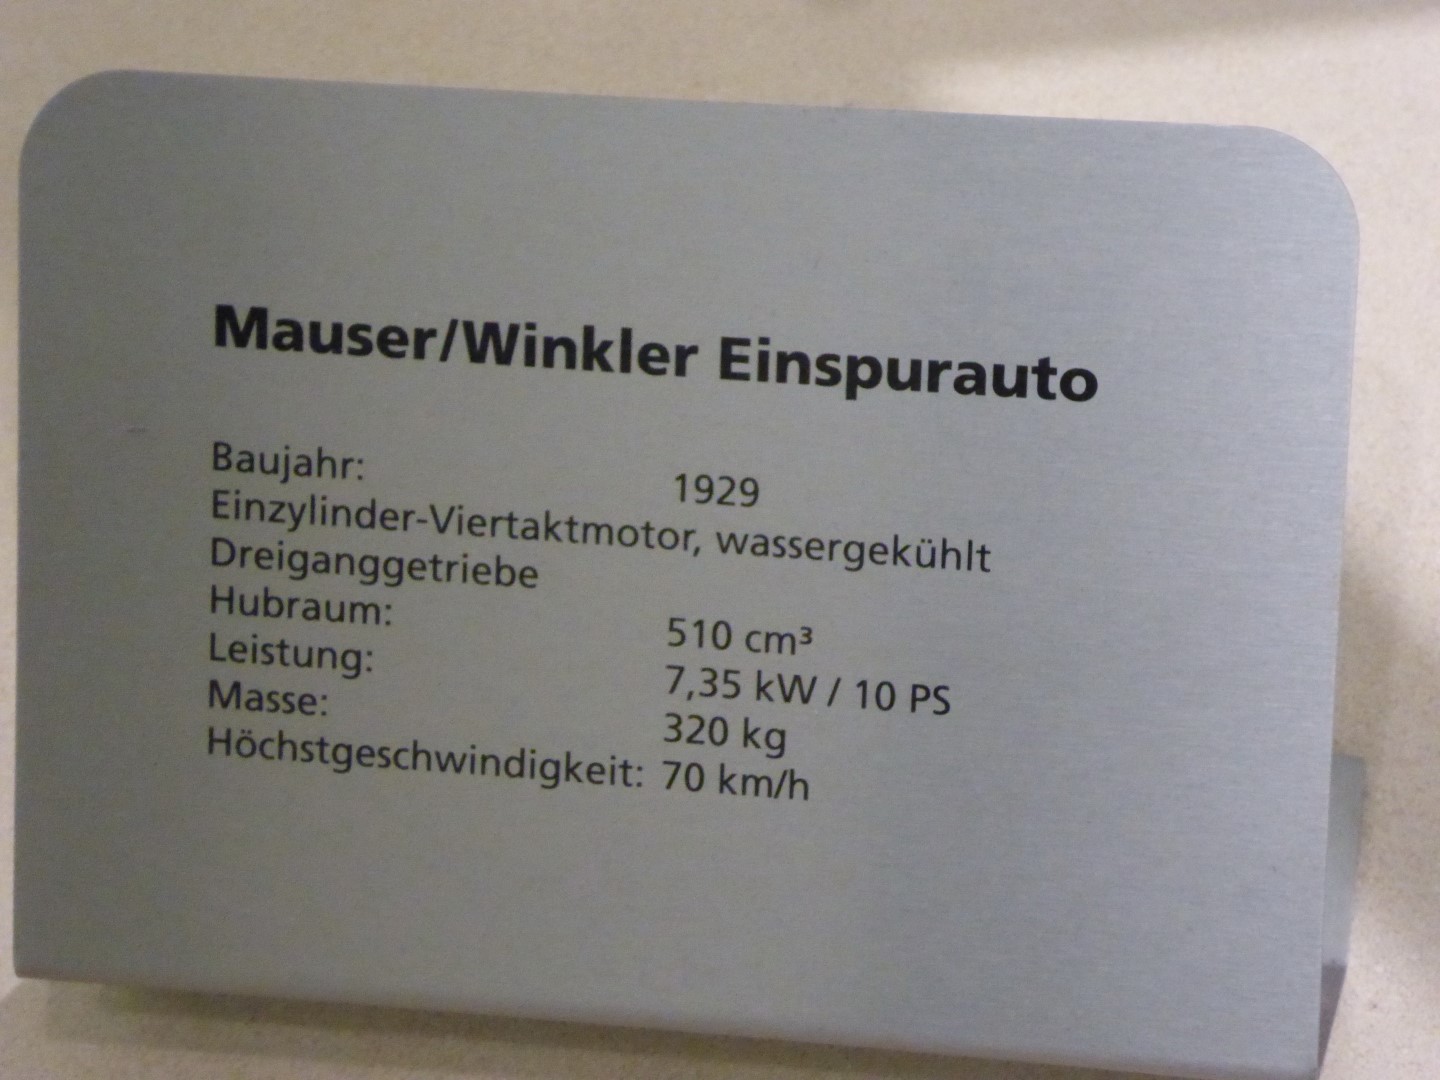 Mauser/Winkler Einspurauto
Baujahr: 1929
Einzylinder-Viertaktmotor, wassergekühlt
Dreiganggetriebe
Hubraum: 510 cm³
Leistung: 7,35 kW / 10 PS
Masse: 320 kg
Höchstgeschwindigkeit: 70 km/h